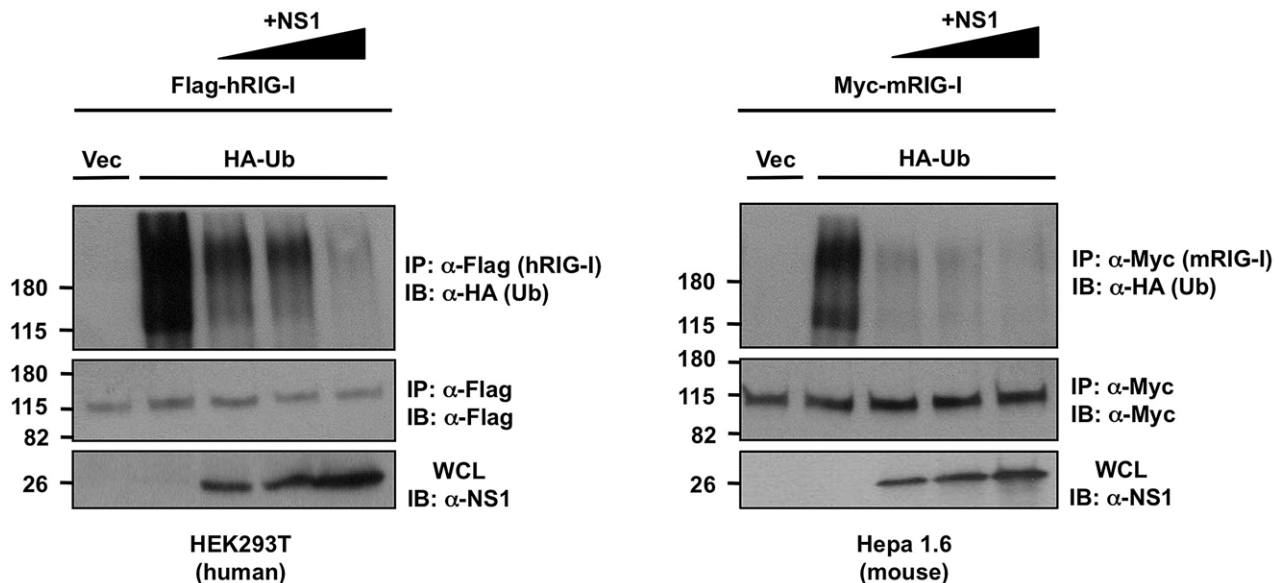 +NS1
Flag-hRIG-I
Vec HA-Ub
180
115
IP: α-Flag (hRIG-I)
IB: α-HA (Ub)
180
115
82
IP: α-Flag
IB: α-Flag
26
WCL
IB: α-NS1
HEK293T
(human)
+NS1
Myc-mRIG-I
Vec HA-Ub
180
115
IP: α-Myc (mRIG-I)
IB: α-HA (Ub)
180
115
82
IP: α-Myc
IB: α-Myc
26
WCL
IB: α-NS1
Hepa 1.6
(mouse)